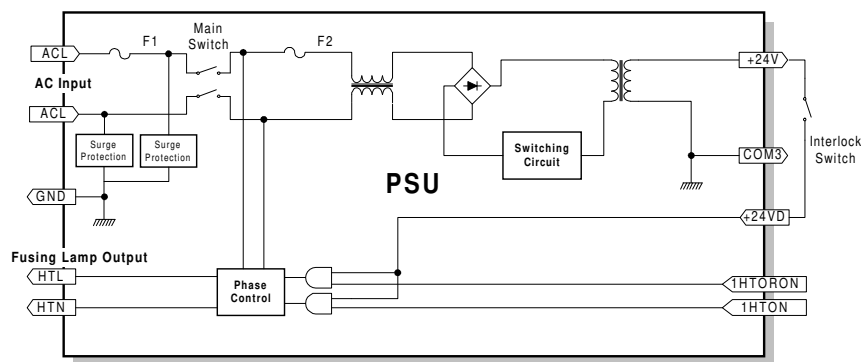 Main
Switch
F1
F2
ACL
+24V
AC Input
ACL
Surge
Protection
Surge
Protection
Switching
Circuit
Interlock
Switch
COM3
PSU
GND
+24VD
Fusing Lamp Output
HTL
Phase
Control
1HTORON
HTN
1HTON